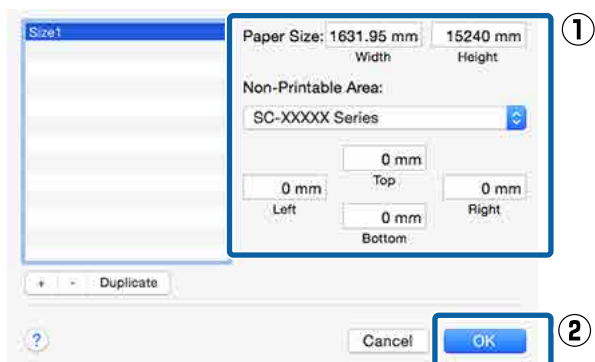 Size1
Paper Size: 1631.95 mm 15240 mm
Width Height
Non-Printable Area:
SC-XXXXX Series
0 mm
Top
0 mm 0 mm
Left Right
0 mm
Bottom
+ - Duplicate
? Cancel OK
1
2